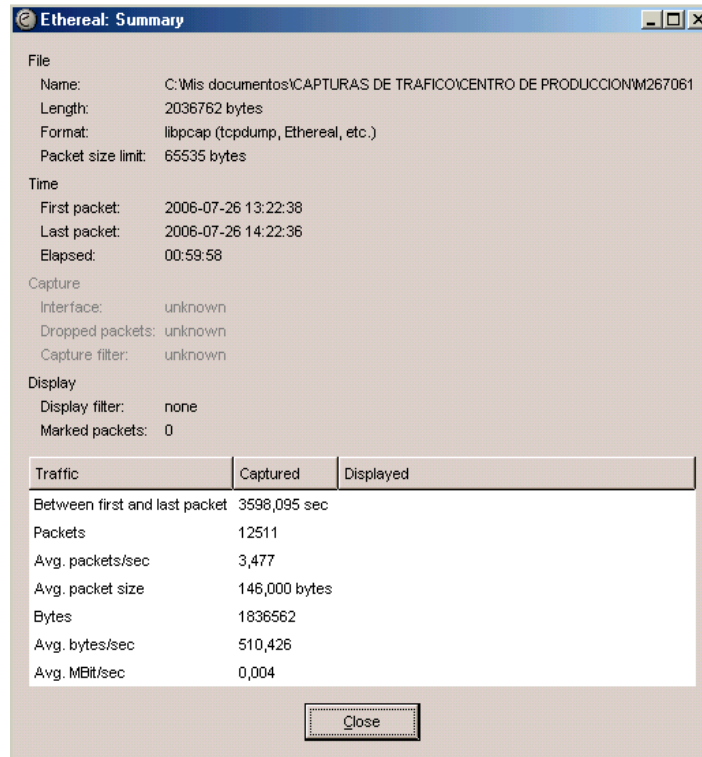 Ethereal: Summary
File
Name: C:\Mis documentos\CAPTURAS DE TRAFICO\CENTRO DE PRODUCCION\M267061
Length: 2036762 bytes
Format: libpcap (tcpdump, Ethereal, etc.)
Packet size limit: 65535 bytes
Time
First packet: 2006-07-26 13:22:38
Last packet: 2006-07-26 14:22:36
Elapsed: 00:59:58
Capture
Interface: unknown
Dropped packets: unknown
Capture filter: unknown
Display
Display filter: none
Marked packets: 0
Traffic Captured Displayed
Between first and last packet 3598,095 sec
Packets 12511
Avg. packets/sec 3,477
Avg. packet size 146,000 bytes
Bytes 1836562
Avg. bytes/sec 510,426
Avg. MBit/sec 0,004
Close